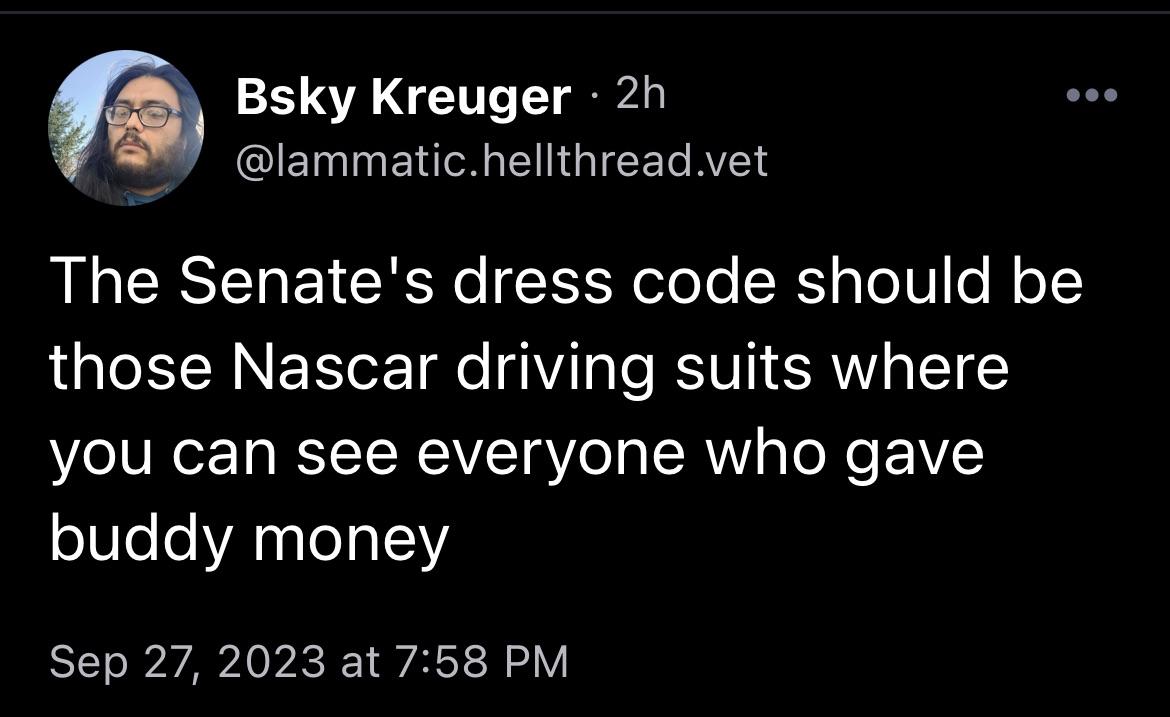 Bsky Kreuger · 2h
@lammatic.hellthread.vet
The Senate's dress code should be
those Nascar driving suits where
you can see everyone who gave
buddy money
Sep 27, 2023 at 7:58 PM